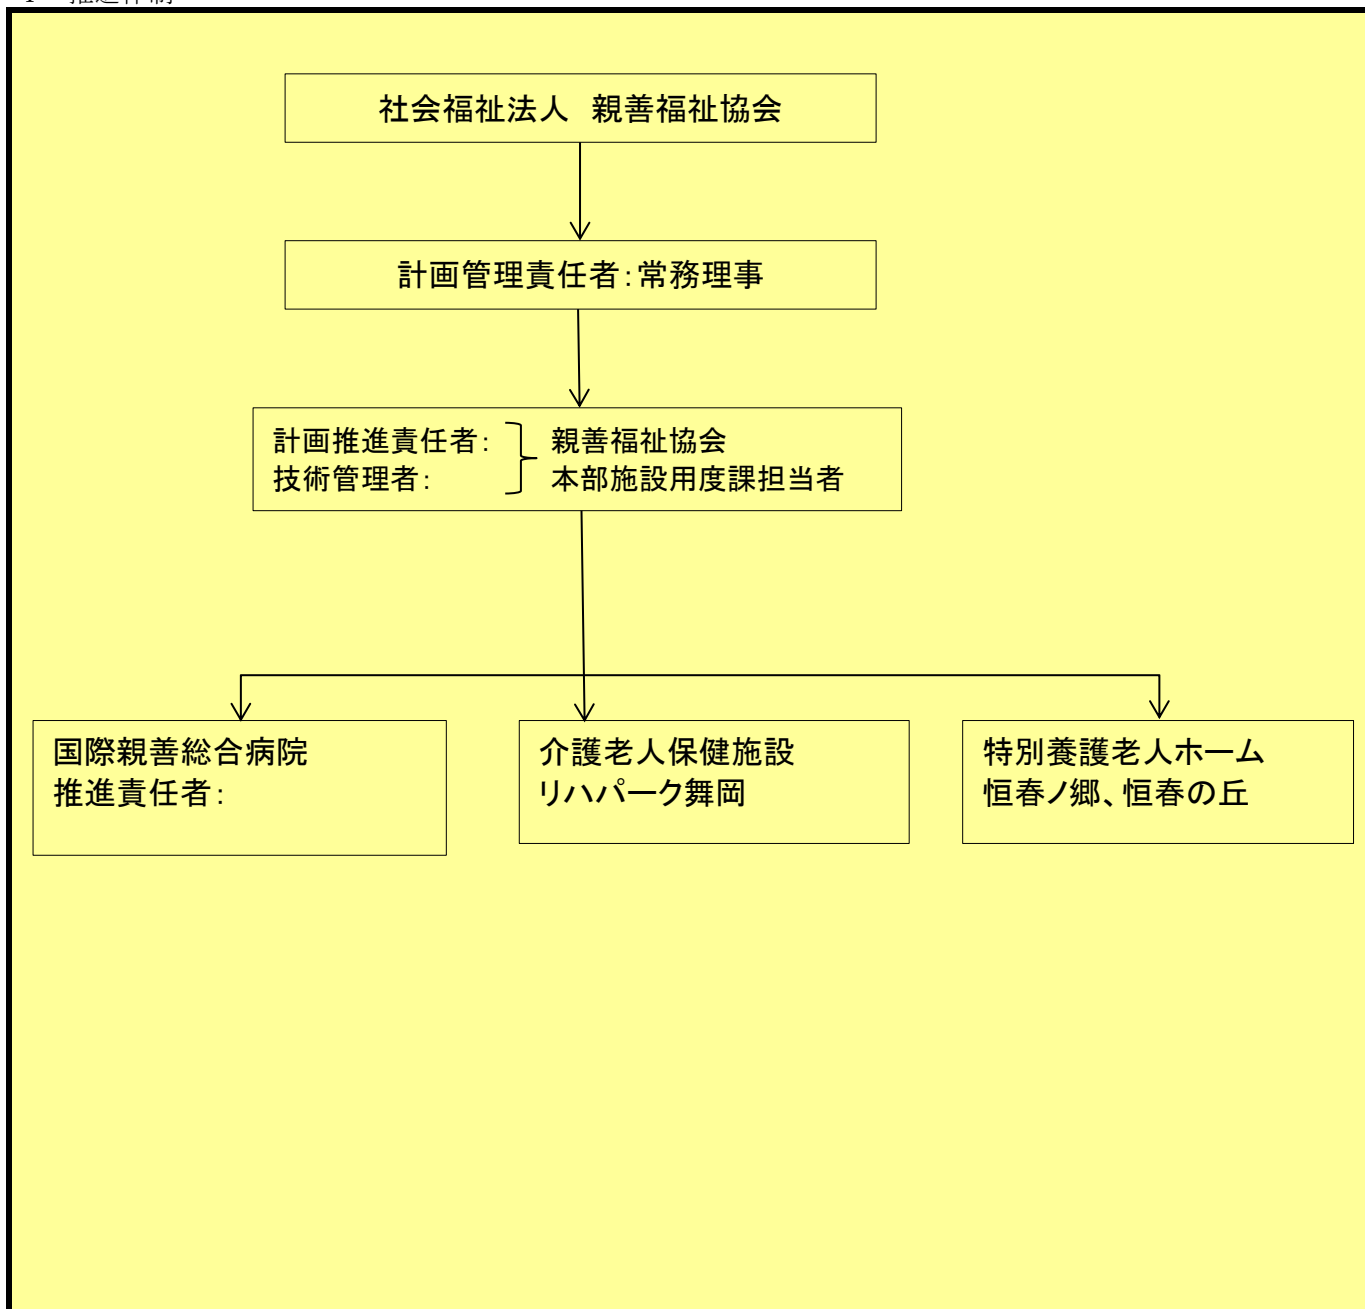 社会福祉法人　親善福祉協会
計画管理責任者：常務理事
計画推進責任者：　親善福祉協会
技術管理者：　本部施設用度課担当者
国際親善総合病院
推進責任者：
介護老人保健施設
リハパーク舞岡
特別養護老人ホーム
恒春ノ郷、恒春の丘